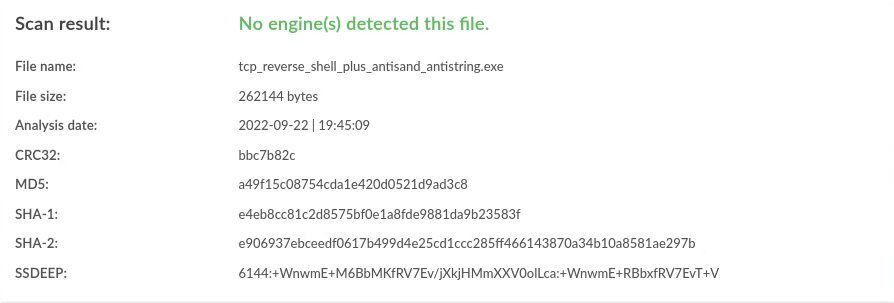 Scan result: No engine(s) detected this file.
File name: tcp_reverse_shell_plus_antisand_antistring.exe
File size: 262144 bytes
Analysis date: 2022-09-22 | 19:45:09
CRC32: bbc7b82c
MD5: a49f15c08754cda1e420d0521d9ad3c8
SHA-1: e4eb8cc81c2d8575bf0e1a8fde9881da9b23583f
SHA-2: e906937ebceedf0617b499d4e25cd1ccc285ff466143870a34b10a8581ae297b
SSDEEP: 6144:+WnwmE+M6BbMKfRV7Ev/jXkjHMmXXV0olLca:+WnwmE+RBbxfRV7EvT+V